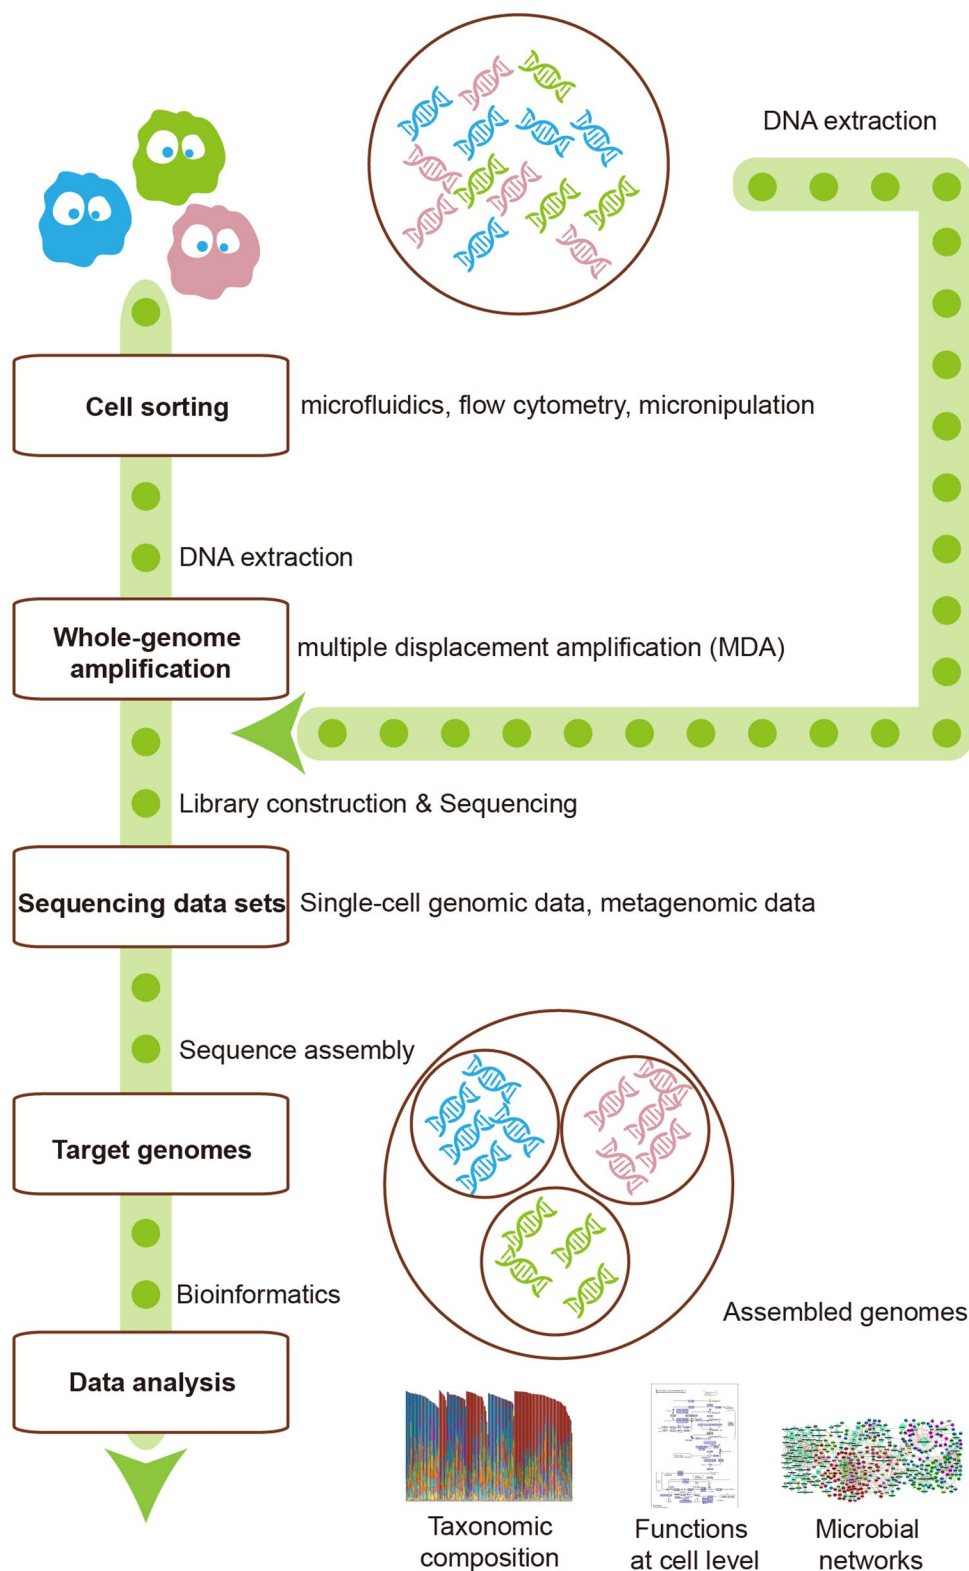 DNA extraction
Cell sorting
microfluidics, flow cytometry, micronipulation
DNA extraction
Whole-genome
amplification
multiple displacement amplification (MDA)
Library construction & Sequencing
Sequencing data sets
Single-cell genomic data, metagenomic data
Sequence assembly
Target genomes
Bioinformatics
Assembled genomes
Data analysis
Taxonomic
composition
Functions
at cell level
Microbial
networks